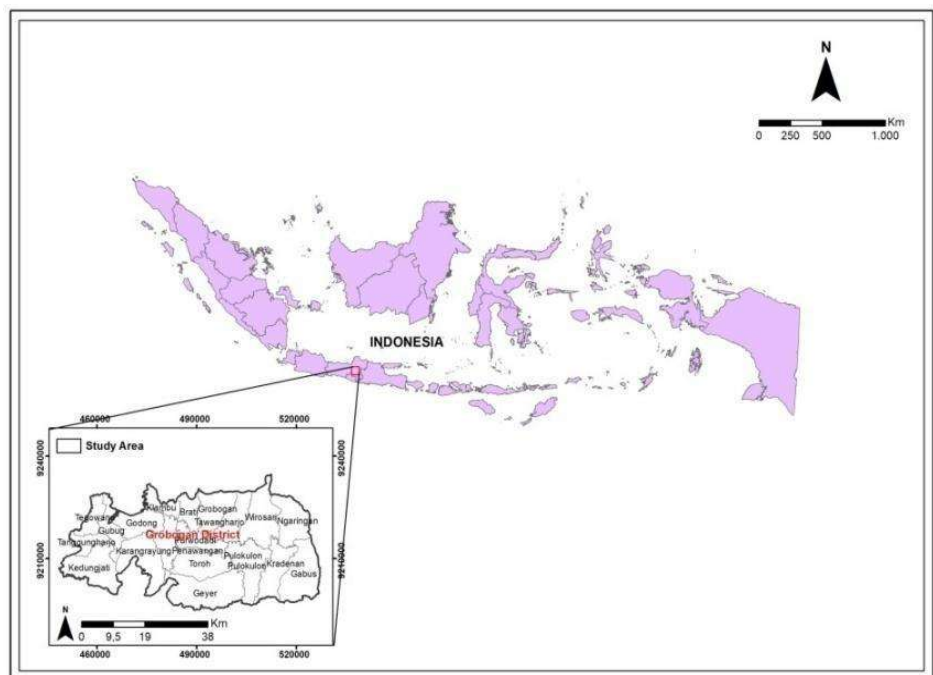 N
Km
0 250 500 1.000
INDONESIA
460000 490000 520000
9240000
9240000
Study Area
Klambu
Brati
Grobogan
Tegowanu
Godong
Tawangharjo
Wirosari
Ngaringan
Gubug
Grobogan District
Purwodadi
Tanggungharjo
Karangrayung
Penawangan
Pulokulon
9210000
9210000
Kedungjati
Toroh
Pulokulon
Kradenan
Gabus
Geyer
N
Km
0 9,5 19 38
460000 490000 520000